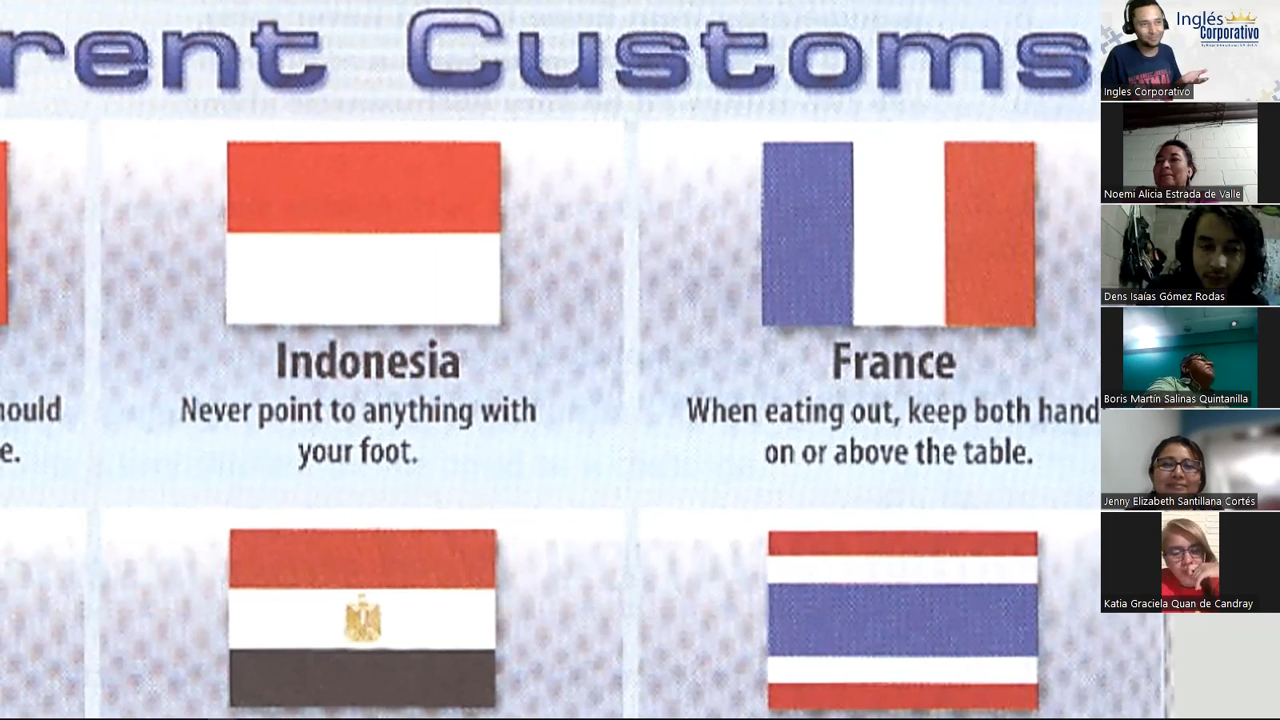 rent Customs
Indonesia
Never point to anything with
your foot.
France
When eating out, keep both hand
on or above the table.
hould
e.
Inglés
Corporativo
Ingles Corporativo
Noemi Alicia Estrada de Valle
Dens Isaías Gómez Rodas
Boris Martín Salinas Quintanilla
Jenny Elizabeth Santillana Cortés
Katia Graciela Quan de Candray